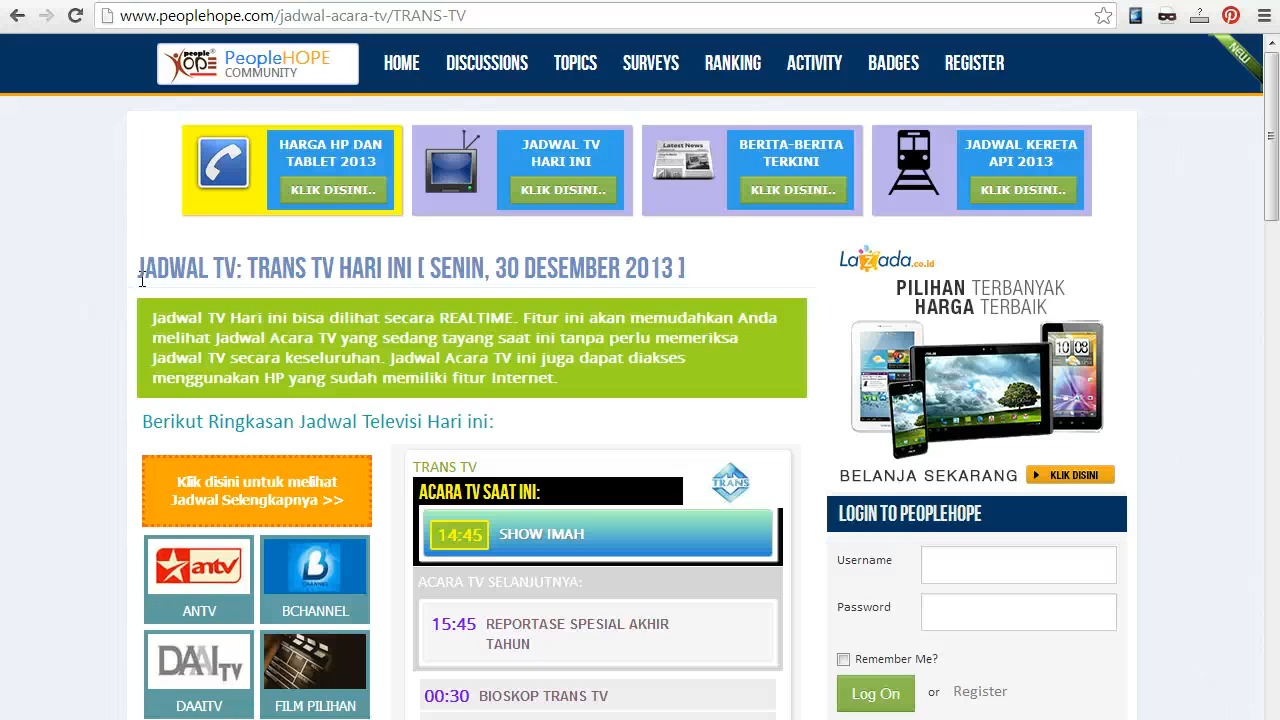 www.peoplehope.com/jadwal-acara-tv/TRANS-TV
people
HOPE
PeopleHOPE
COMMUNITY
HOME
DISCUSSIONS
TOPICS
SURVEYS
RANKING
ACTIVITY
BADGES
REGISTER
NEW
HARGA HP DAN
TABLET 2013
KLIK DISINI..
JADWAL TV
HARI INI
KLIK DISINI..
Latest News
BERITA-BERITA
TERKINI
KLIK DISINI..
JADWAL KERETA
API 2013
KLIK DISINI..
JADWAL TV: TRANS TV HARI INI [ SENIN, 30 DESEMBER 2013 ]
Jadwal TV Hari ini bisa dilihat secara REALTIME. Fitur ini akan memudahkan Anda
melihat Jadwal Acara TV yang sedang tayang saat ini tanpa perlu memeriksa
Jadwal TV secara keseluruhan. Jadwal Acara TV ini juga dapat diakses
menggunakan HP yang sudah memiliki fitur Internet.
Berikut Ringkasan Jadwal Televisi Hari ini:
Klik disini untuk melihat
Jadwal Selengkapnya >>
antv
ANTV
B
CHANNEL
BCHANNEL
DAAI TV
DAAITV
FILM PILIHAN
TRANS TV
ACARA TV SAAT INI:
TRANS
14:45 SHOW IMAH
ACARA TV SELANJUTNYA:
15:45 REPORTASE SPESIAL AKHIR
TAHUN
00:30 BIOSKOP TRANS TV
Lazada.co.id
PILIHAN TERBANYAK
HARGA TERBAIK
10:08
BELANJA SEKARANG
KLIK DISINI
LOGIN TO PEOPLEHOPE
Username
Password
Remember Me?
Log On or Register